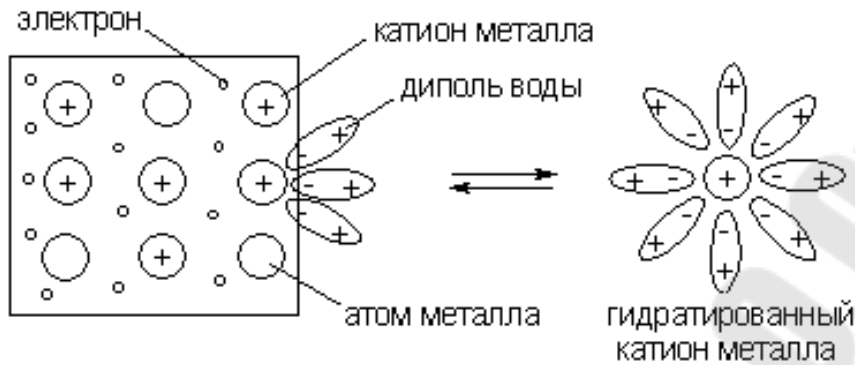 электрон
катион металла
диполь воды
атом металла
гидратированный
катион металла